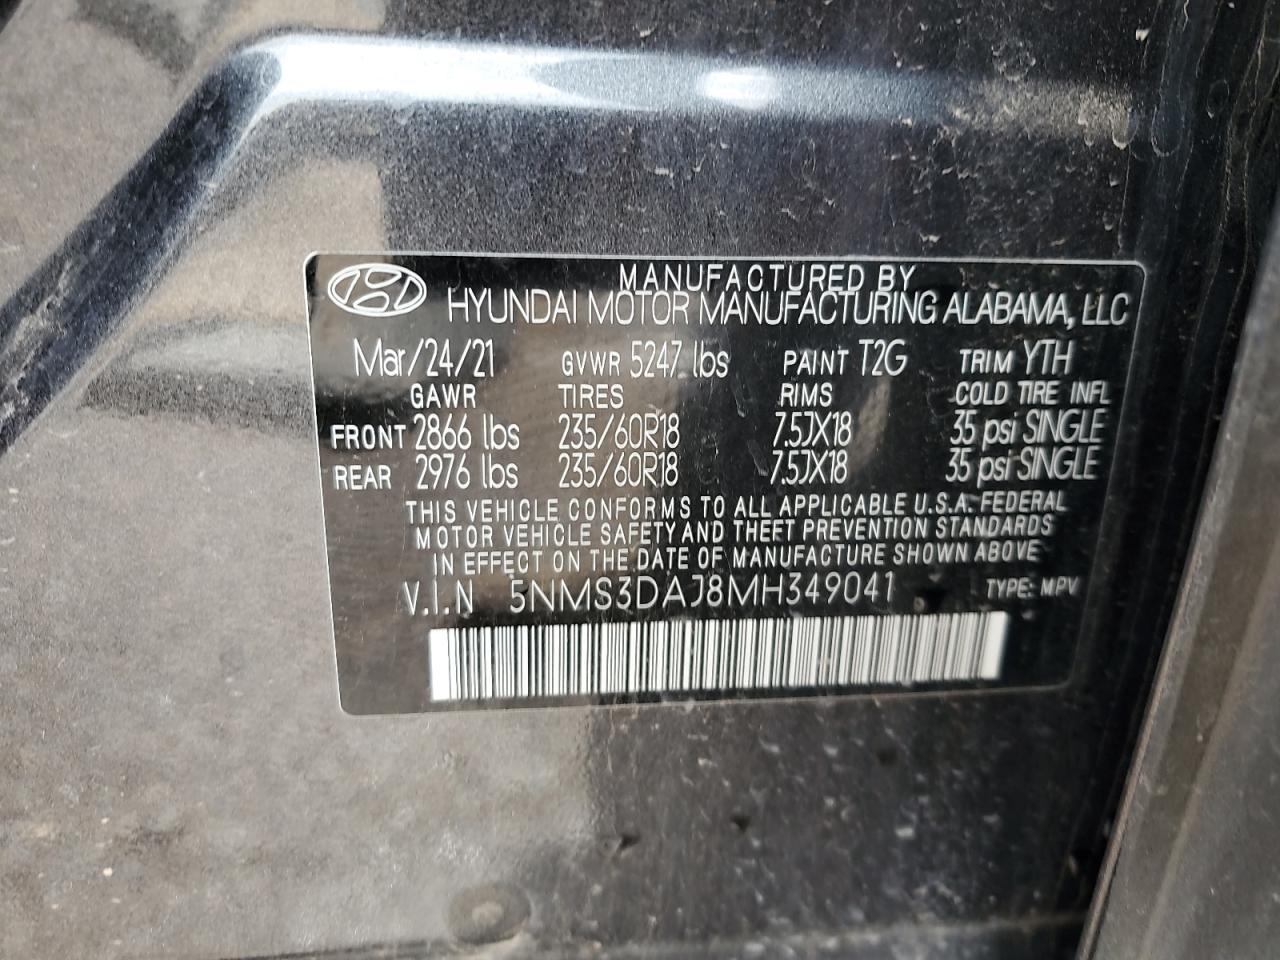 MANUFACTURED BY
HYUNDAI MOTOR MANUFACTURING ALABAMA, LLC
Mar/24/21 GVWR 5247 lbs PAINT T2G TRIM YTH
GAWR TIRES RIMS COLD TIRE INFL
FRONT 2866 lbs 235/60R18 7.5JX18 35 psi SINGLE
REAR 2976 lbs 235/60R18 7.5JX18 35 psi SINGLE
THIS VEHICLE CONFORMS TO ALL APPLICABLE U.S.A. FEDERAL
MOTOR VEHICLE SAFETY AND THEFT PREVENTION STANDARDS
IN EFFECT ON THE DATE OF MANUFACTURE SHOWN ABOVE
V.I.N 5NMS3DAJ8MH349041 TYPE: MPV